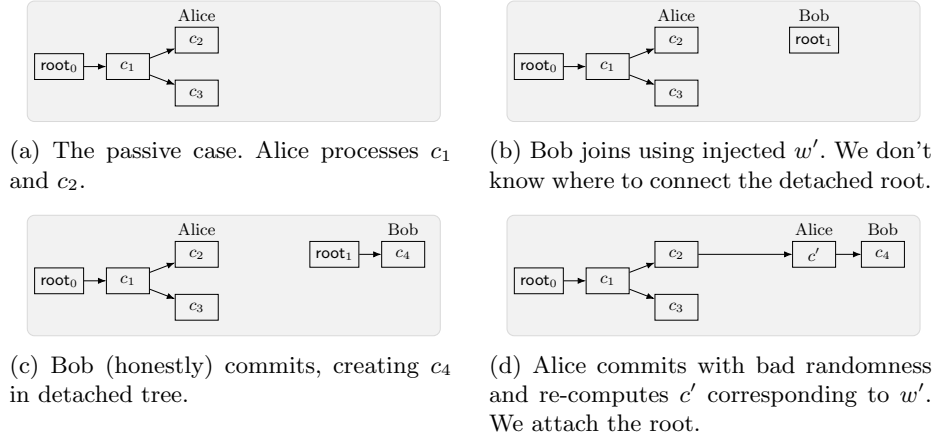 Alice
root₀ c₁ c₂ c₃
Alice Bob
root₀ c₁ c₂ c₃ root₁
(a) The passive case. Alice processes c₁
and c₂.
(b) Bob joins using injected w′. We don't
know where to connect the detached root.
Alice Bob
root₀ c₁ c₂ c₃ root₁ c₄
Alice Bob
root₀ c₁ c₂ c₃ c′ c₄
(c) Bob (honestly) commits, creating c₄
in detached tree.
(d) Alice commits with bad randomness
and re-computes c′ corresponding to w′.
We attach the root.